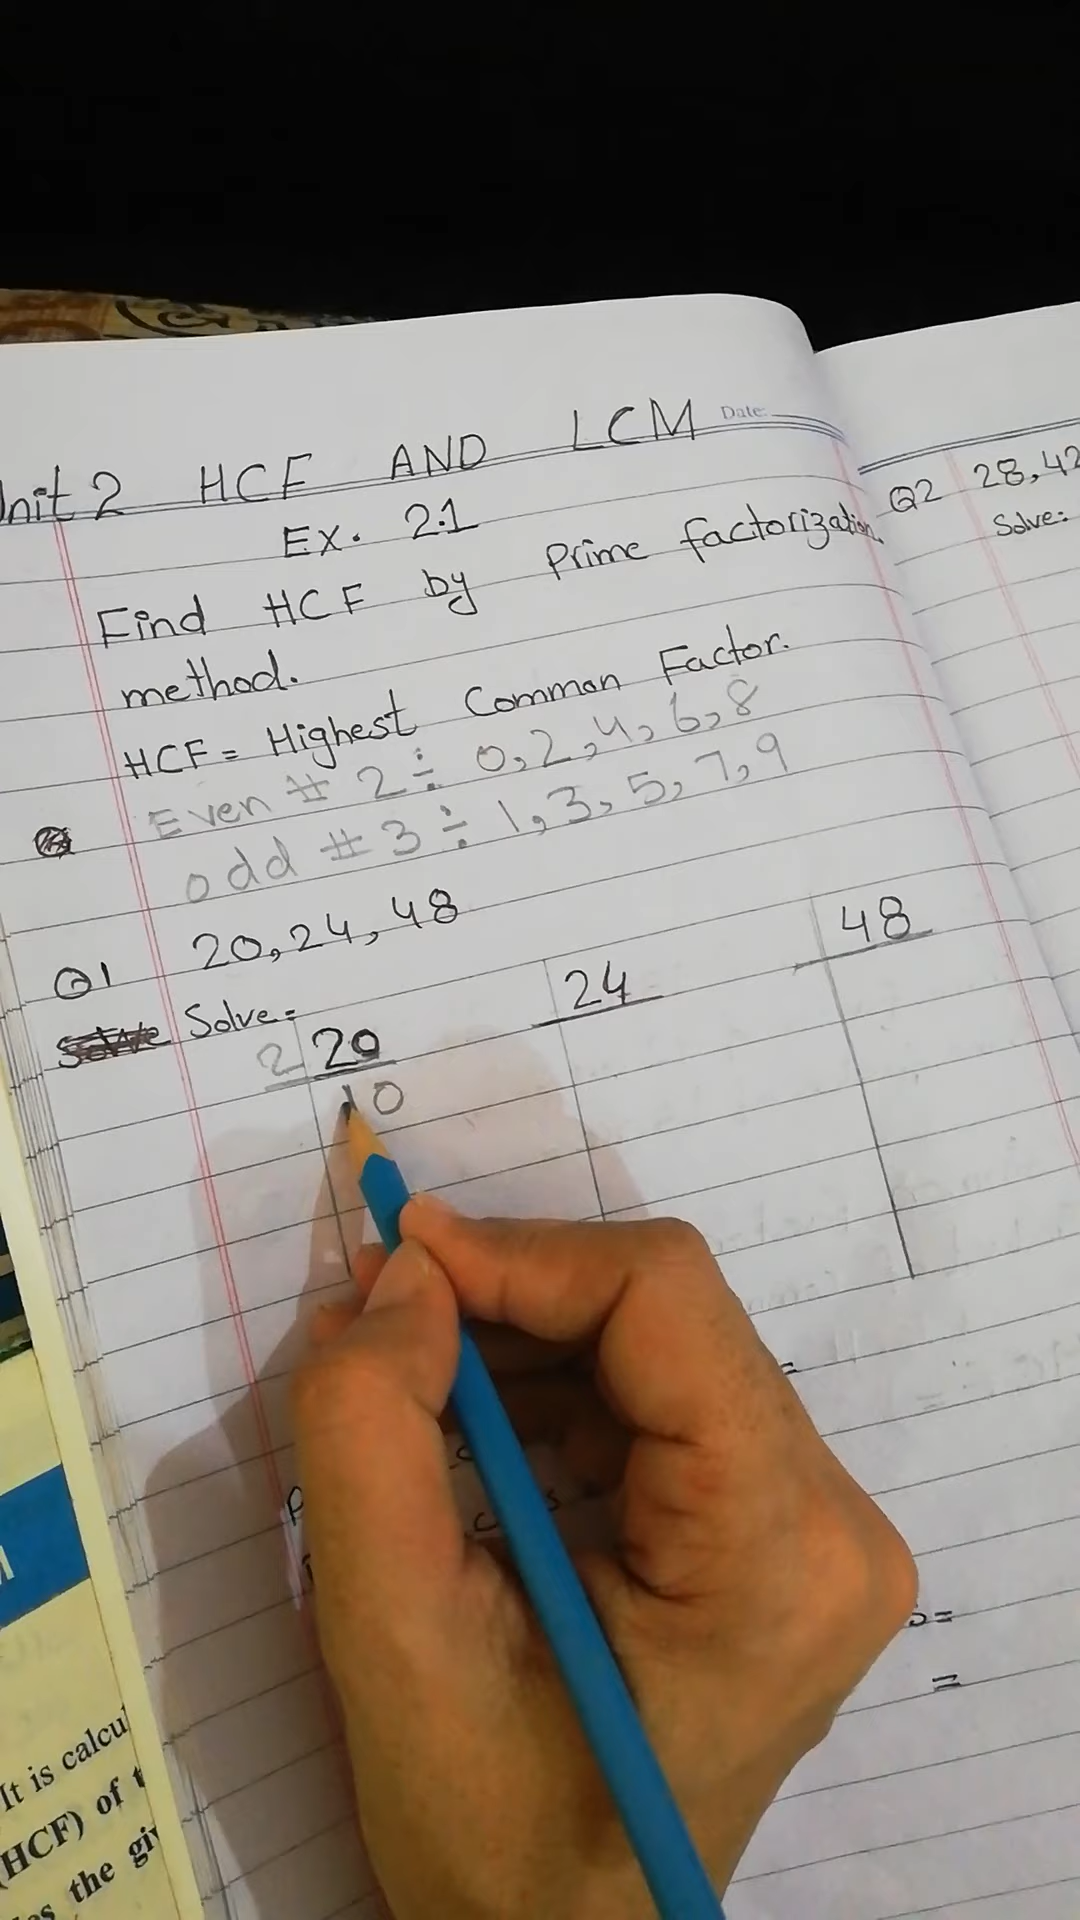 Unit 2 HCF AND LCM
Date:
Ex. 2.1
Find HCF by Prime factorization
method.
HCF = Highest Common Factor.
Even # 2 ÷ 0,2,4,6,8
odd # 3 ÷ 1,3,5,7,9
Q1 20,24,48
Solve:
2 20 24 48
10
=
=
=
Q2 28,42
Solve:
It is calcul
(HCF) of t
the giv